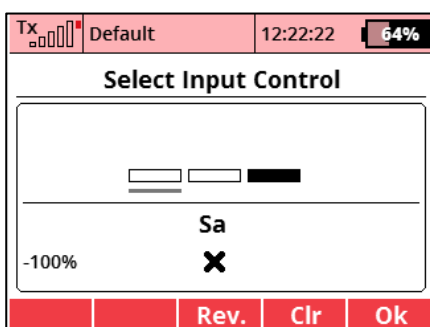 Tx Default 12:22:22 64%
Select Input Control
Sa
-100%
Rev. Clr Ok